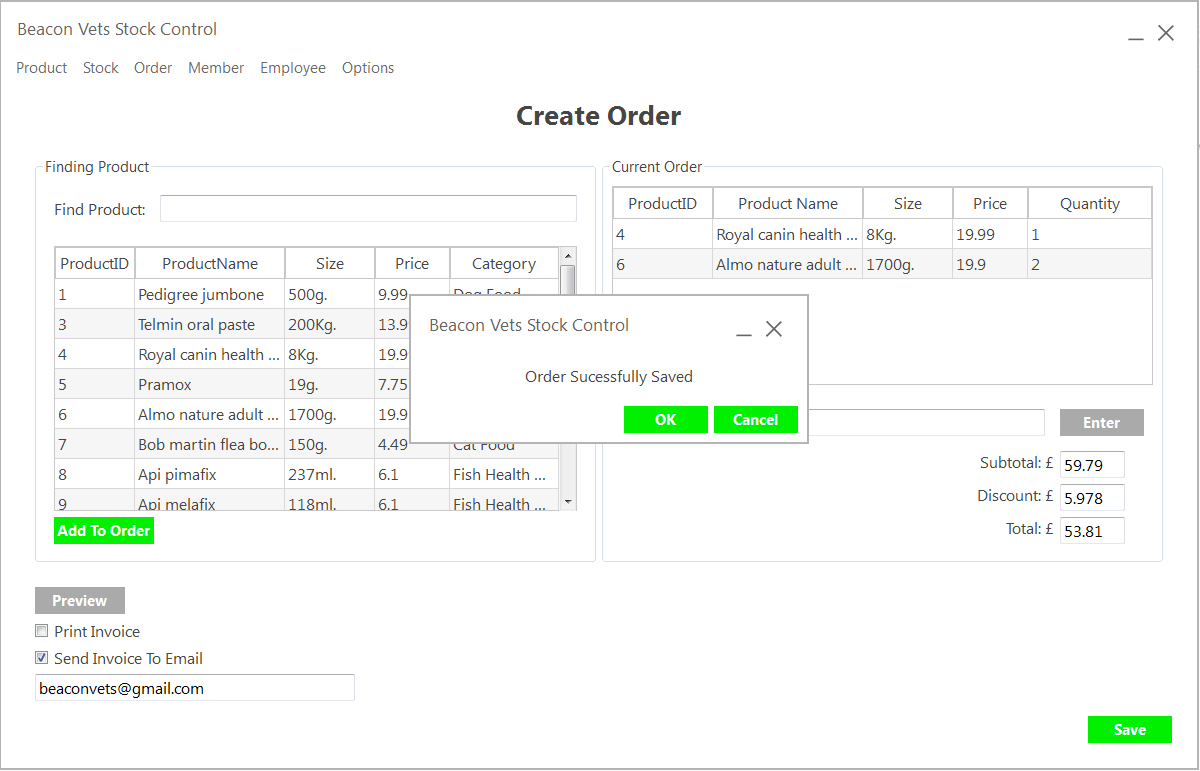 Beacon Vets Stock Control
Product Stock Order Member Employee Options
Create Order
Finding Product
Find Product:
ProductID ProductName Size Price Category
1 Pedigree jumbone 500g. 9.99 Dog Food
3 Telmin oral paste 200Kg. 13.9
4 Royal canin health ... 8Kg. 19.9
5 Pramox 19g. 7.75
6 Almo nature adult ... 1700g. 19.9
7 Bob martin flea bo... 150g. 4.49 Cat Food
8 Api pimafix 237ml. 6.1 Fish Health ...
9 Api melafix 118ml. 6.1 Fish Health ...
Add To Order
Current Order
ProductID Product Name Size Price Quantity
4 Royal canin health ... 8Kg. 19.99 1
6 Almo nature adult ... 1700g. 19.9 2
Enter
Subtotal: £ 59.79
Discount: £ 5.978
Total: £ 53.81
Beacon Vets Stock Control
Order Sucessfully Saved
OK Cancel
Preview
Print Invoice
Send Invoice To Email
beaconvets@gmail.com
Save